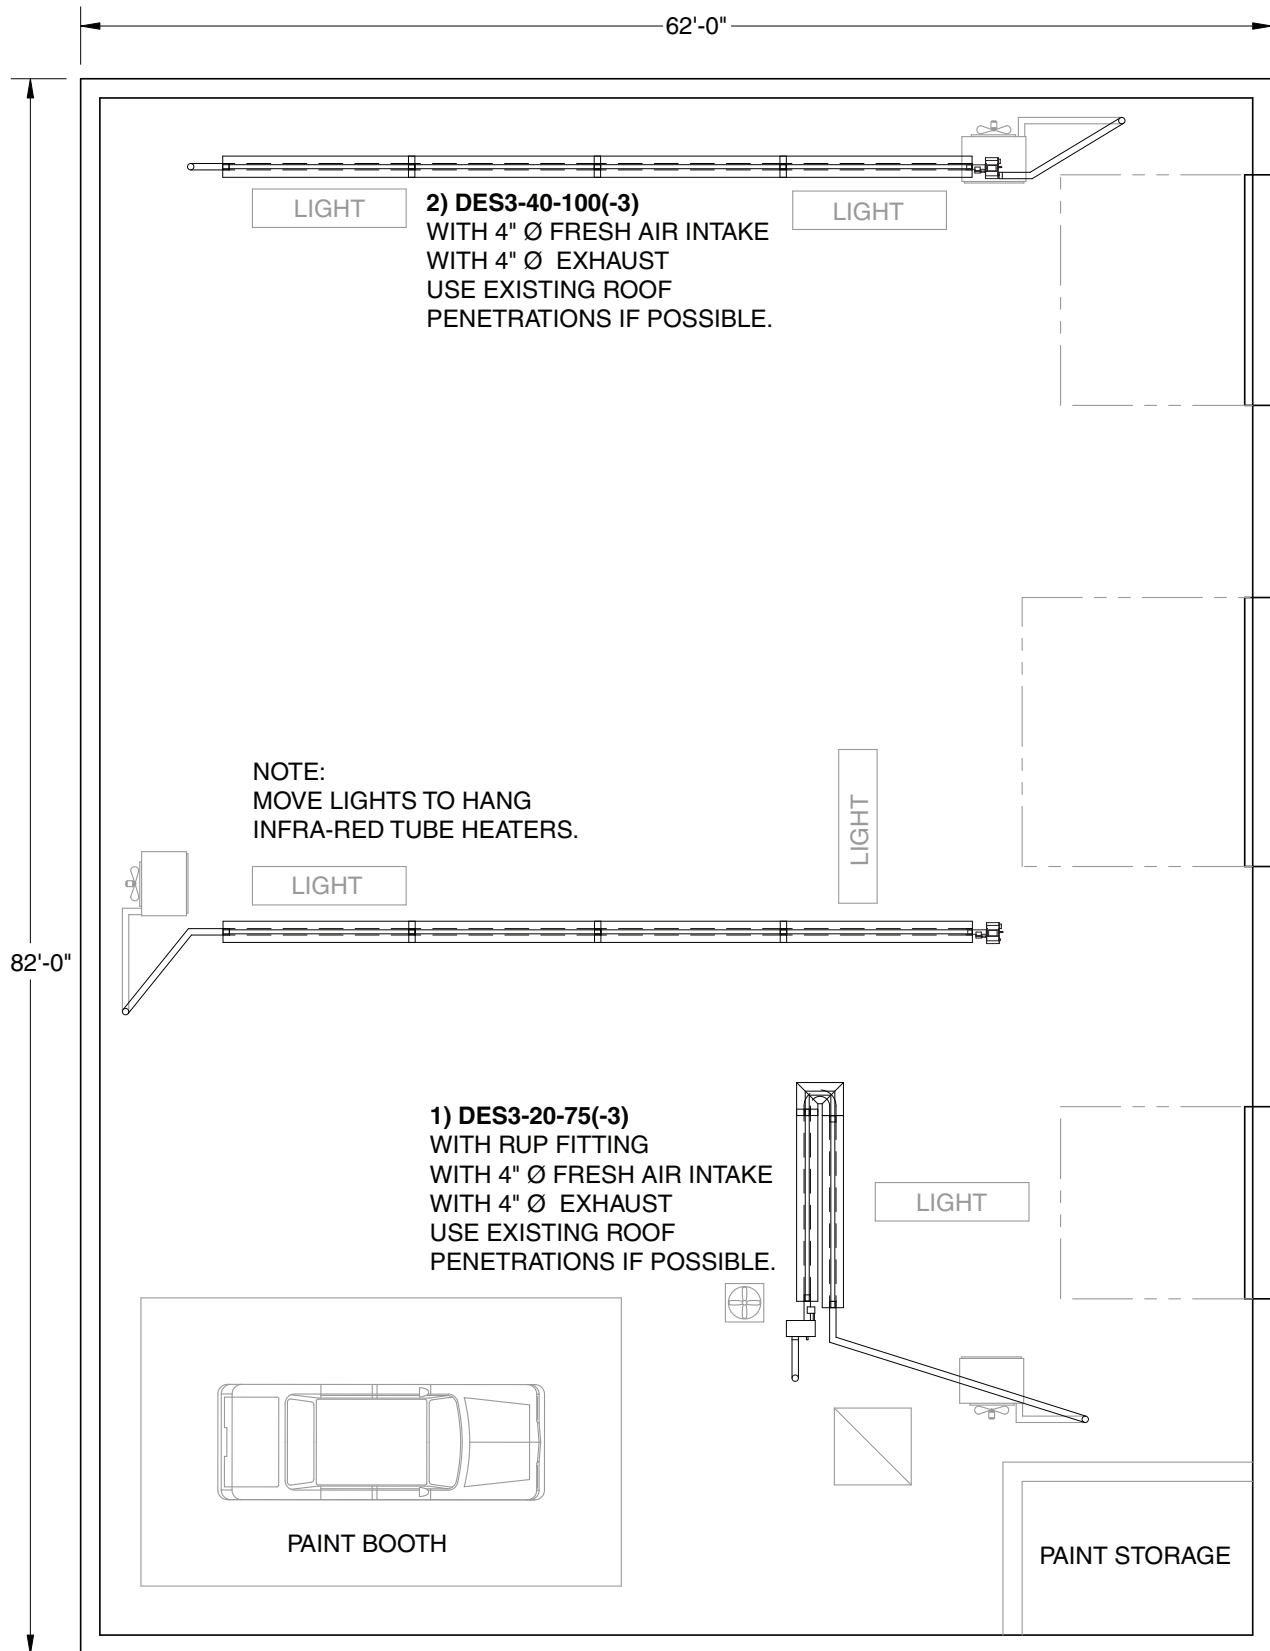 62'-0"
LIGHT
2) DES3-40-100(-3)
WITH 4" Ø FRESH AIR INTAKE
WITH 4" Ø  EXHAUST
USE EXISTING ROOF
PENETRATIONS IF POSSIBLE.
LIGHT
NOTE:
MOVE LIGHTS TO HANG
INFRA-RED TUBE HEATERS.
LIGHT
LIGHT
82'-0"
1) DES3-20-75(-3)
WITH RUP FITTING
WITH 4" Ø FRESH AIR INTAKE
WITH 4" Ø  EXHAUST
USE EXISTING ROOF
PENETRATIONS IF POSSIBLE.
LIGHT
PAINT BOOTH
PAINT STORAGE